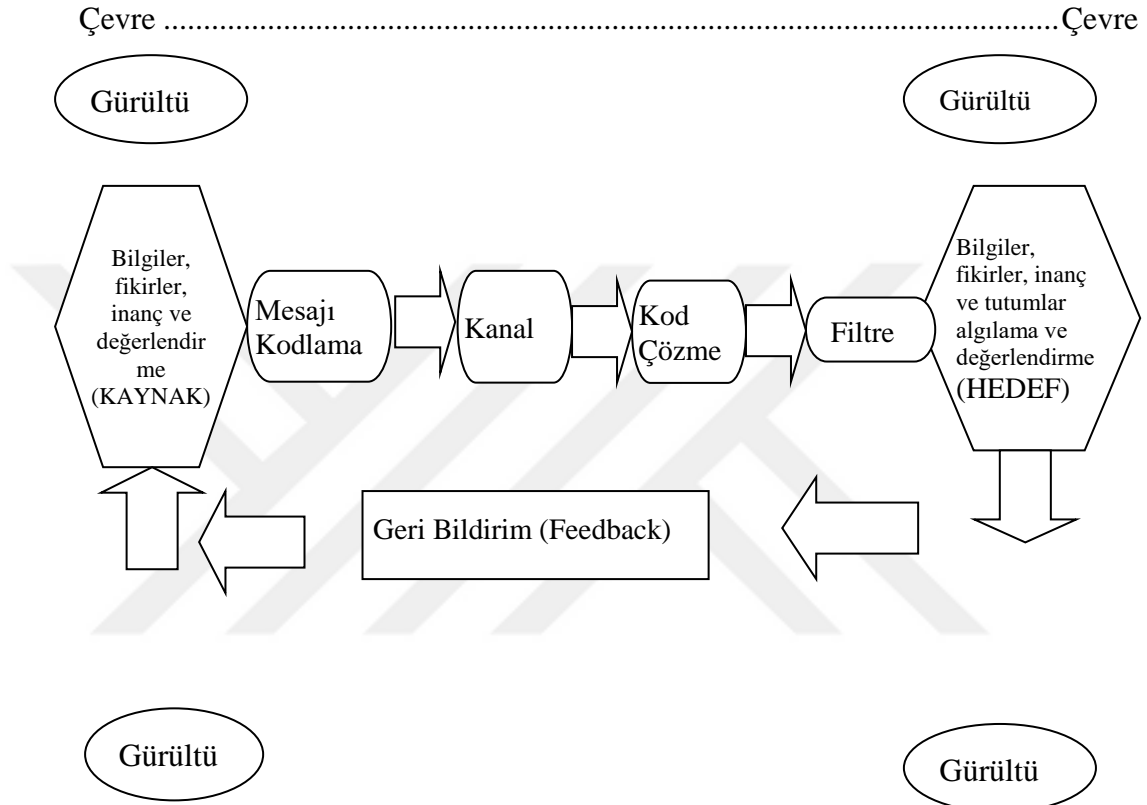 Çevre ..........................................................................................Çevre
Gürültü
Gürültü
Bilgiler,
fikirler,
inanç ve
değerlendir
me
(KAYNAK)
Mesajı
Kodlama
Kanal
Kod
Çözme
Filtre
Bilgiler,
fikirler, inanç
ve tutumlar
algılama ve
değerlendirme
(HEDEF)
Geri Bildirim (Feedback)
Gürültü
Gürültü